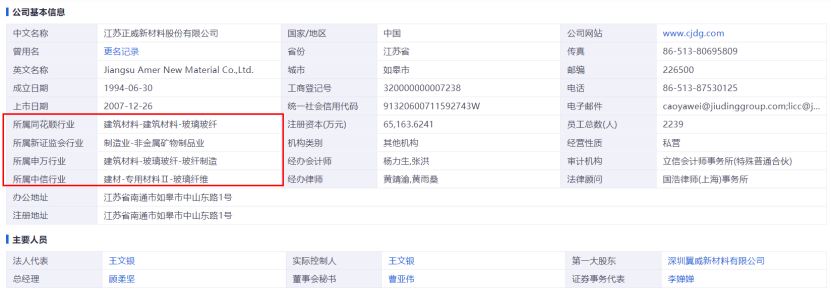 公司基本信息
中文名称 江苏正威新材料股份有限公司 国家/地区 中国 公司网站 www.cjdg.com
曾用名 更名记录 省份 江苏省 传真 86-513-80695809
英文名称 Jiangsu Amer New Material Co.,Ltd. 城市 如皋市 邮编 226500
成立日期 1994-06-30 工商登记号 320000000007238 电话 86-513-87530125
上市日期 2007-12-26 统一社会信用代码 91320600711592743W 电子邮件 caoyawei@jiudinggroup.com;licc@j...
所属同花顺行业 建筑材料-建筑材料-玻璃玻纤 注册资本(万元) 65,163.6241 员工总数(人) 2239
所属新证监会行业 制造业-非金属矿物制品业 机构类别 其他机构 经营性质 私营
所属申万行业 建筑材料-玻璃玻纤-玻纤制造 经办会计师 杨力生,张洪 审计机构 立信会计师事务所(特殊普通合伙)
所属中信行业 建材-专用材料Ⅱ-玻璃纤维 经办律师 黄靖渝,黄雨桑 法律顾问 国浩律师(上海)事务所
办公地址 江苏省南通市如皋市中山东路1号
注册地址 江苏省南通市如皋市中山东路1号
主要人员
法人代表 王文银 实际控制人 王文银 第一大股东 深圳翼威新材料有限公司
总经理 顾柔坚 董事会秘书 曹亚伟 证券事务代表 李婵婵